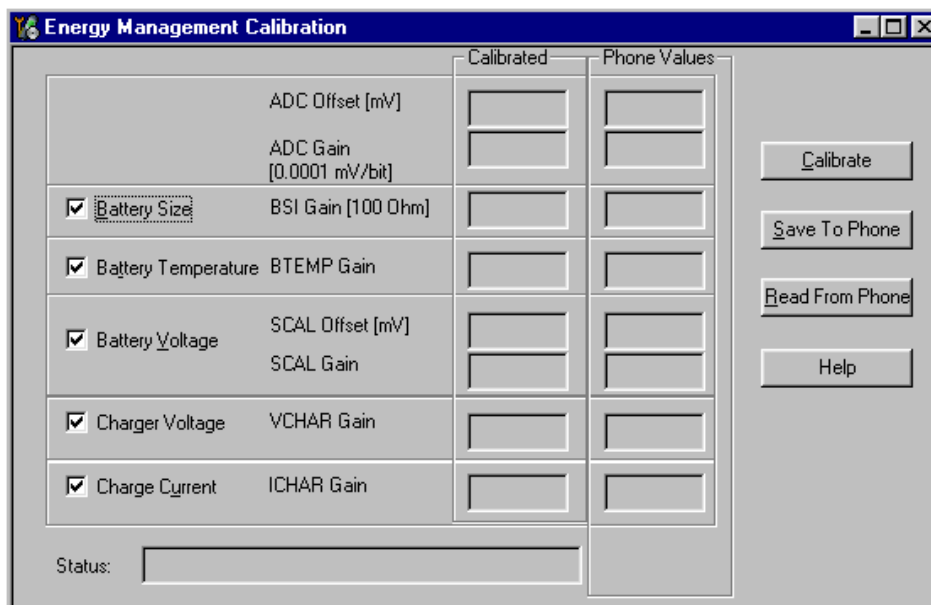 Energy Management Calibration
Calibrated Phone Values
ADC Offset [mV]
ADC Gain
[0.0001 mV/bit]
Calibrate
Battery Size BSI Gain [100 Ohm]
Save To Phone
Battery Temperature BTEMP Gain
Read From Phone
SCAL Offset [mV]
Battery Voltage
SCAL Gain
Help
Charger Voltage VCHAR Gain
Charge Current ICHAR Gain
Status: